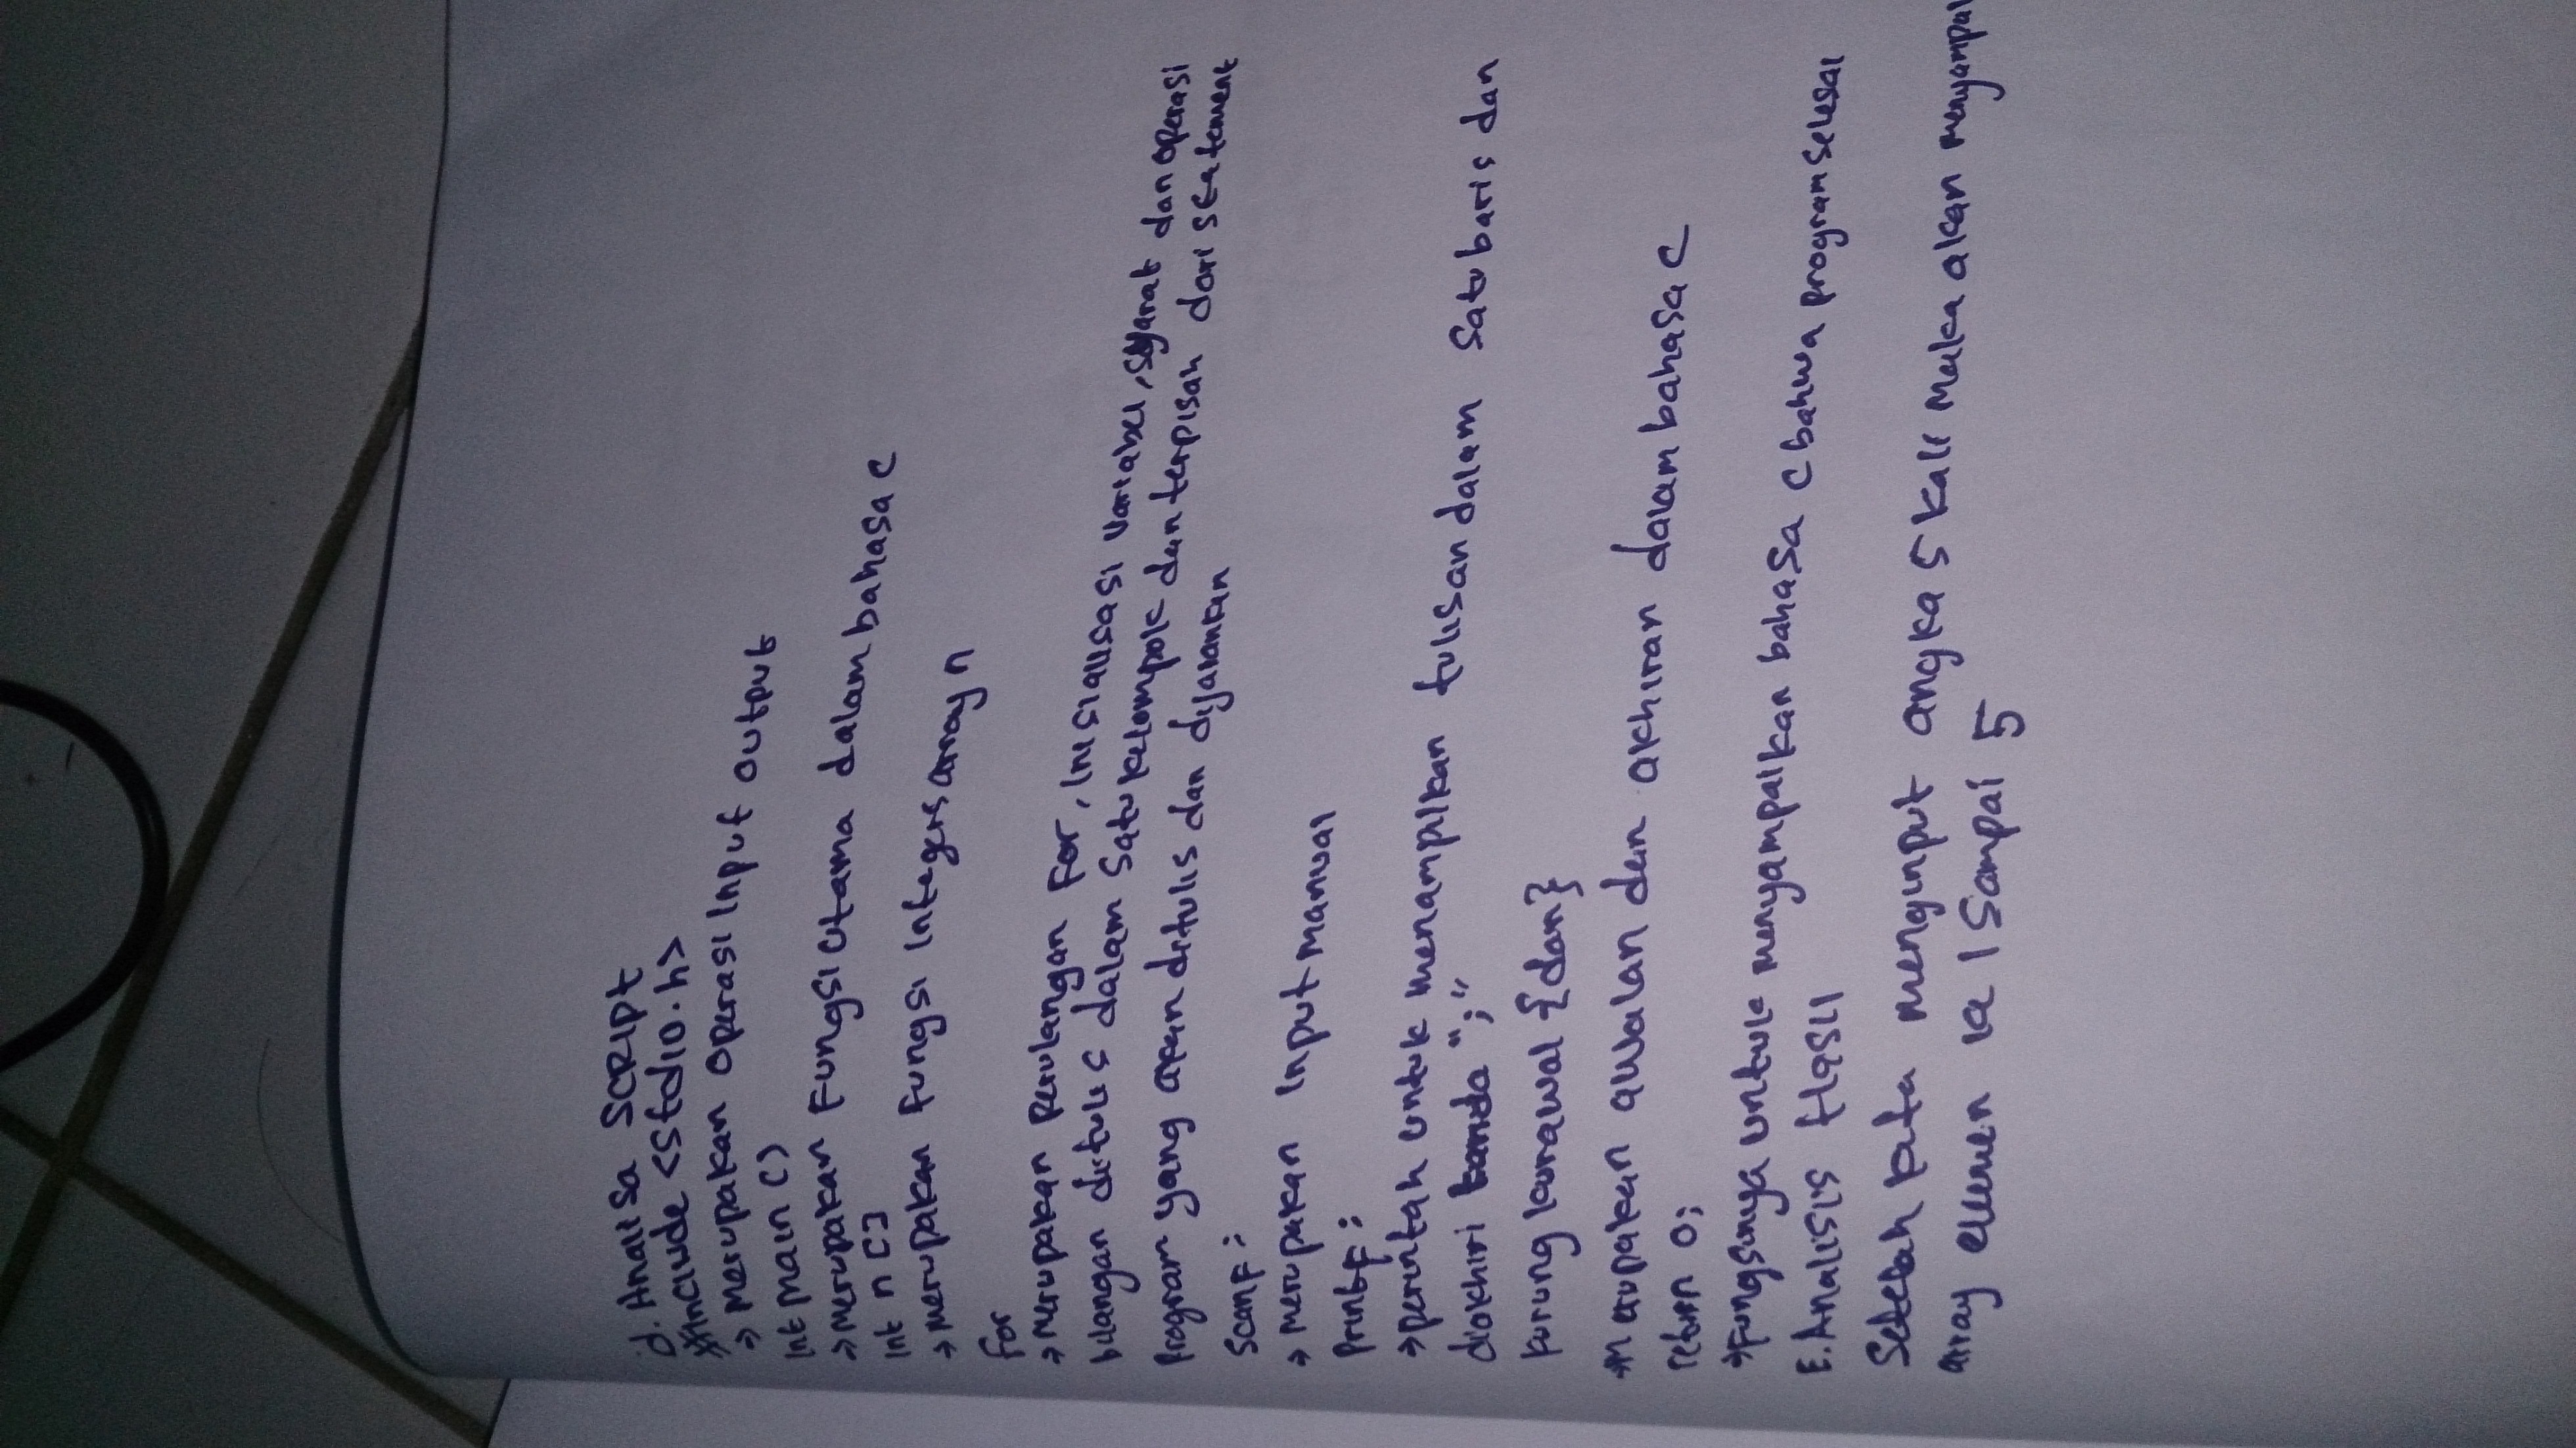 d. Analisa SCRIPT
#include <stdio.h>
→ Merupakan operasi input output
int main ()
→ merupakan Fungsi utama dalam bahasa c
int n []
→ merupakan Fungsi integers array n
for
→ merupakan perulangan for, inisialisasi variabel, syarat dan operasi
bilangan ditulis dalam satu kelompok dan terpisah dari statement
program yang akan ditulis dan dijalankan
Scanf :
→ merupakan input manual
printf :
→ perintah untuk menampilkan tulisan dalam satu baris dan
diakhiri tanda ";"
kurung kurawal { dan }
→ Merupakan awalan dan akhiran dalam bahasa c
return 0;
→ Fungsinya untuk menyampaikan bahasa c bahwa program selesai
E. Analisis Hasil
Setelah kita menginput angka 5 kali maka akan menyampai
array elemen ke 1 sampai 5